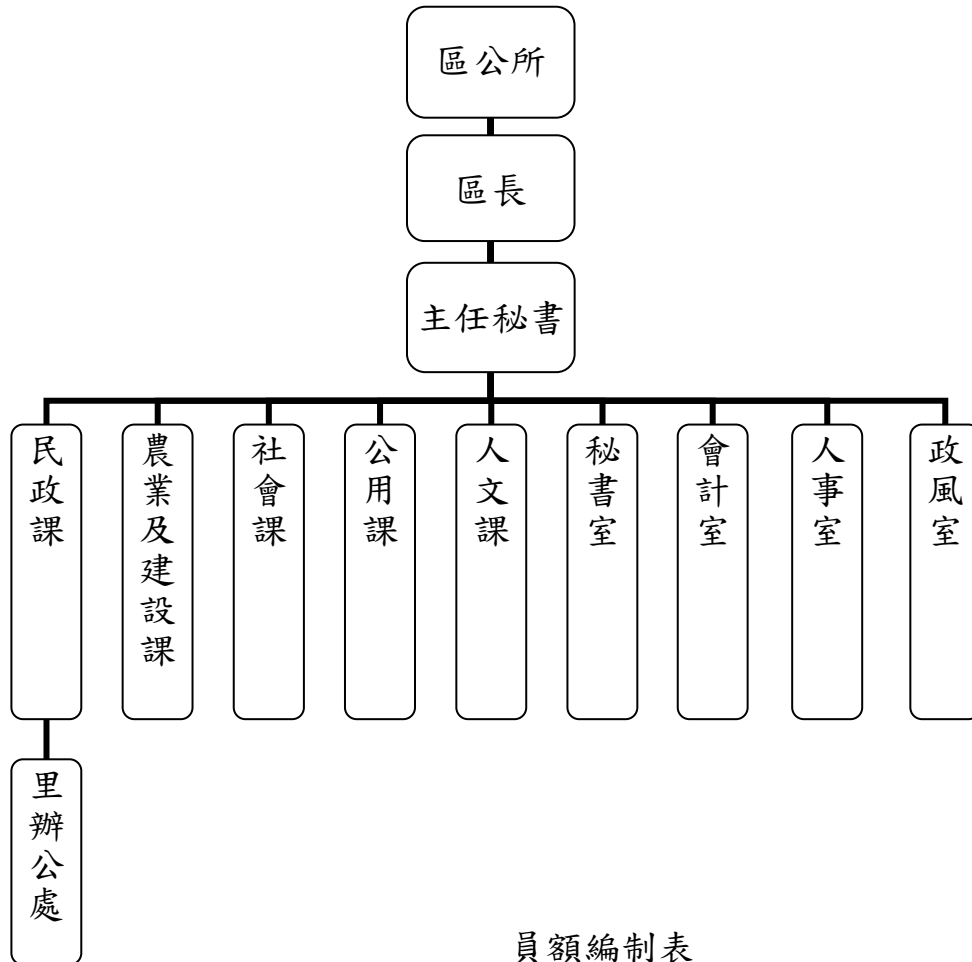 區公所
區長
主任秘書
民政課
農業及建設課
社會課
公用課
人文課
秘書室
會計室
人事室
政風室
里辦公處
員額編制表